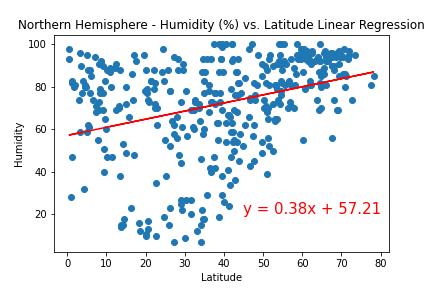 Northern Hemisphere - Humidity (%) vs. Latitude Linear Regression
100
80
60
40
20
Humidity
y = 0.38x + 57.21
0 10 20 30 40 50 60 70 80
Latitude